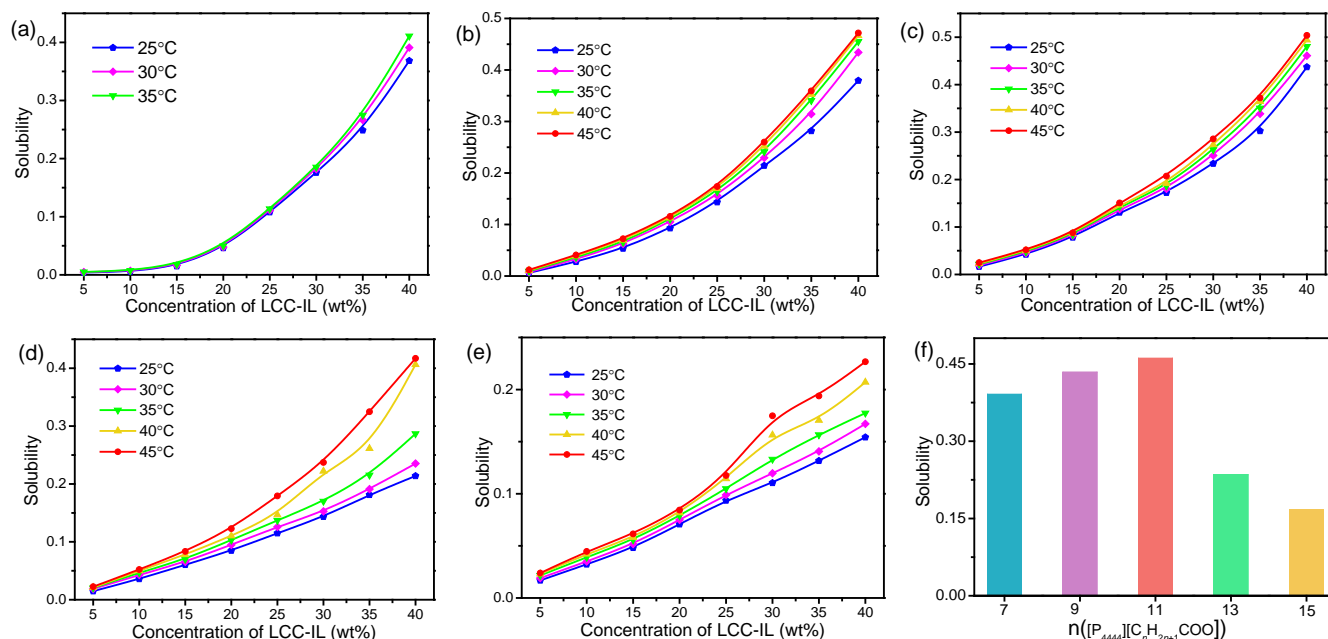 (a)
25°C
30°C
35°C
Solubility
0.4
0.3
0.2
0.1
0.0
5 10 15 20 25 30 35 40
Concentration of LCC-IL (wt%)
(b)
25°C
30°C
35°C
40°C
45°C
Solubility
0.5
0.4
0.3
0.2
0.1
0.0
5 10 15 20 25 30 35 40
Concentration of LCC-IL (wt%)
(c)
25°C
30°C
35°C
40°C
45°C
Solubility
0.5
0.4
0.3
0.2
0.1
0.0
5 10 15 20 25 30 35 40
Concentration of LCC-IL (wt%)
(d)
25°C
30°C
35°C
40°C
45°C
Solubility
0.4
0.3
0.2
0.1
0.0
5 10 15 20 25 30 35 40
Concentration of LCC-IL (wt%)
(e)
25°C
30°C
35°C
40°C
45°C
Solubility
0.2
0.1
0.0
5 10 15 20 25 30 35 40
Concentration of LCC-IL (wt%)
(f)
Solubility
0.45
0.30
0.15
0.00
7 9 11 13 15
n([P₄₄₄₄][CₙH₂ₙ₊₁COO])